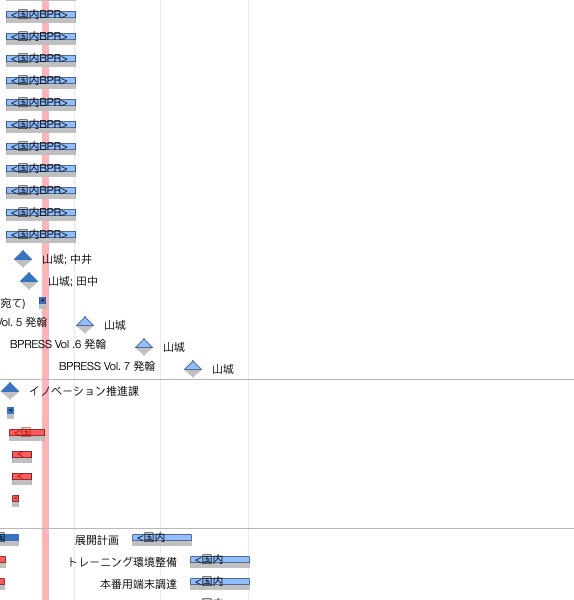 <国内BPR>
<国内BPR>
<国内BPR>
<国内BPR>
<国内BPR>
<国内BPR>
<国内BPR>
<国内BPR>
<国内BPR>
<国内BPR>
<国内BPR>
山城; 中井
山城; 田中
宛て)
Vol. 5 発翰 山城
BPRESS Vol. 6 発翰 山城
BPRESS Vol. 7 発翰 山城
イノベーション推進課
<国
<
<
展開計画 <国内
トレーニング環境整備 <国内
本番用端末調達 <国内